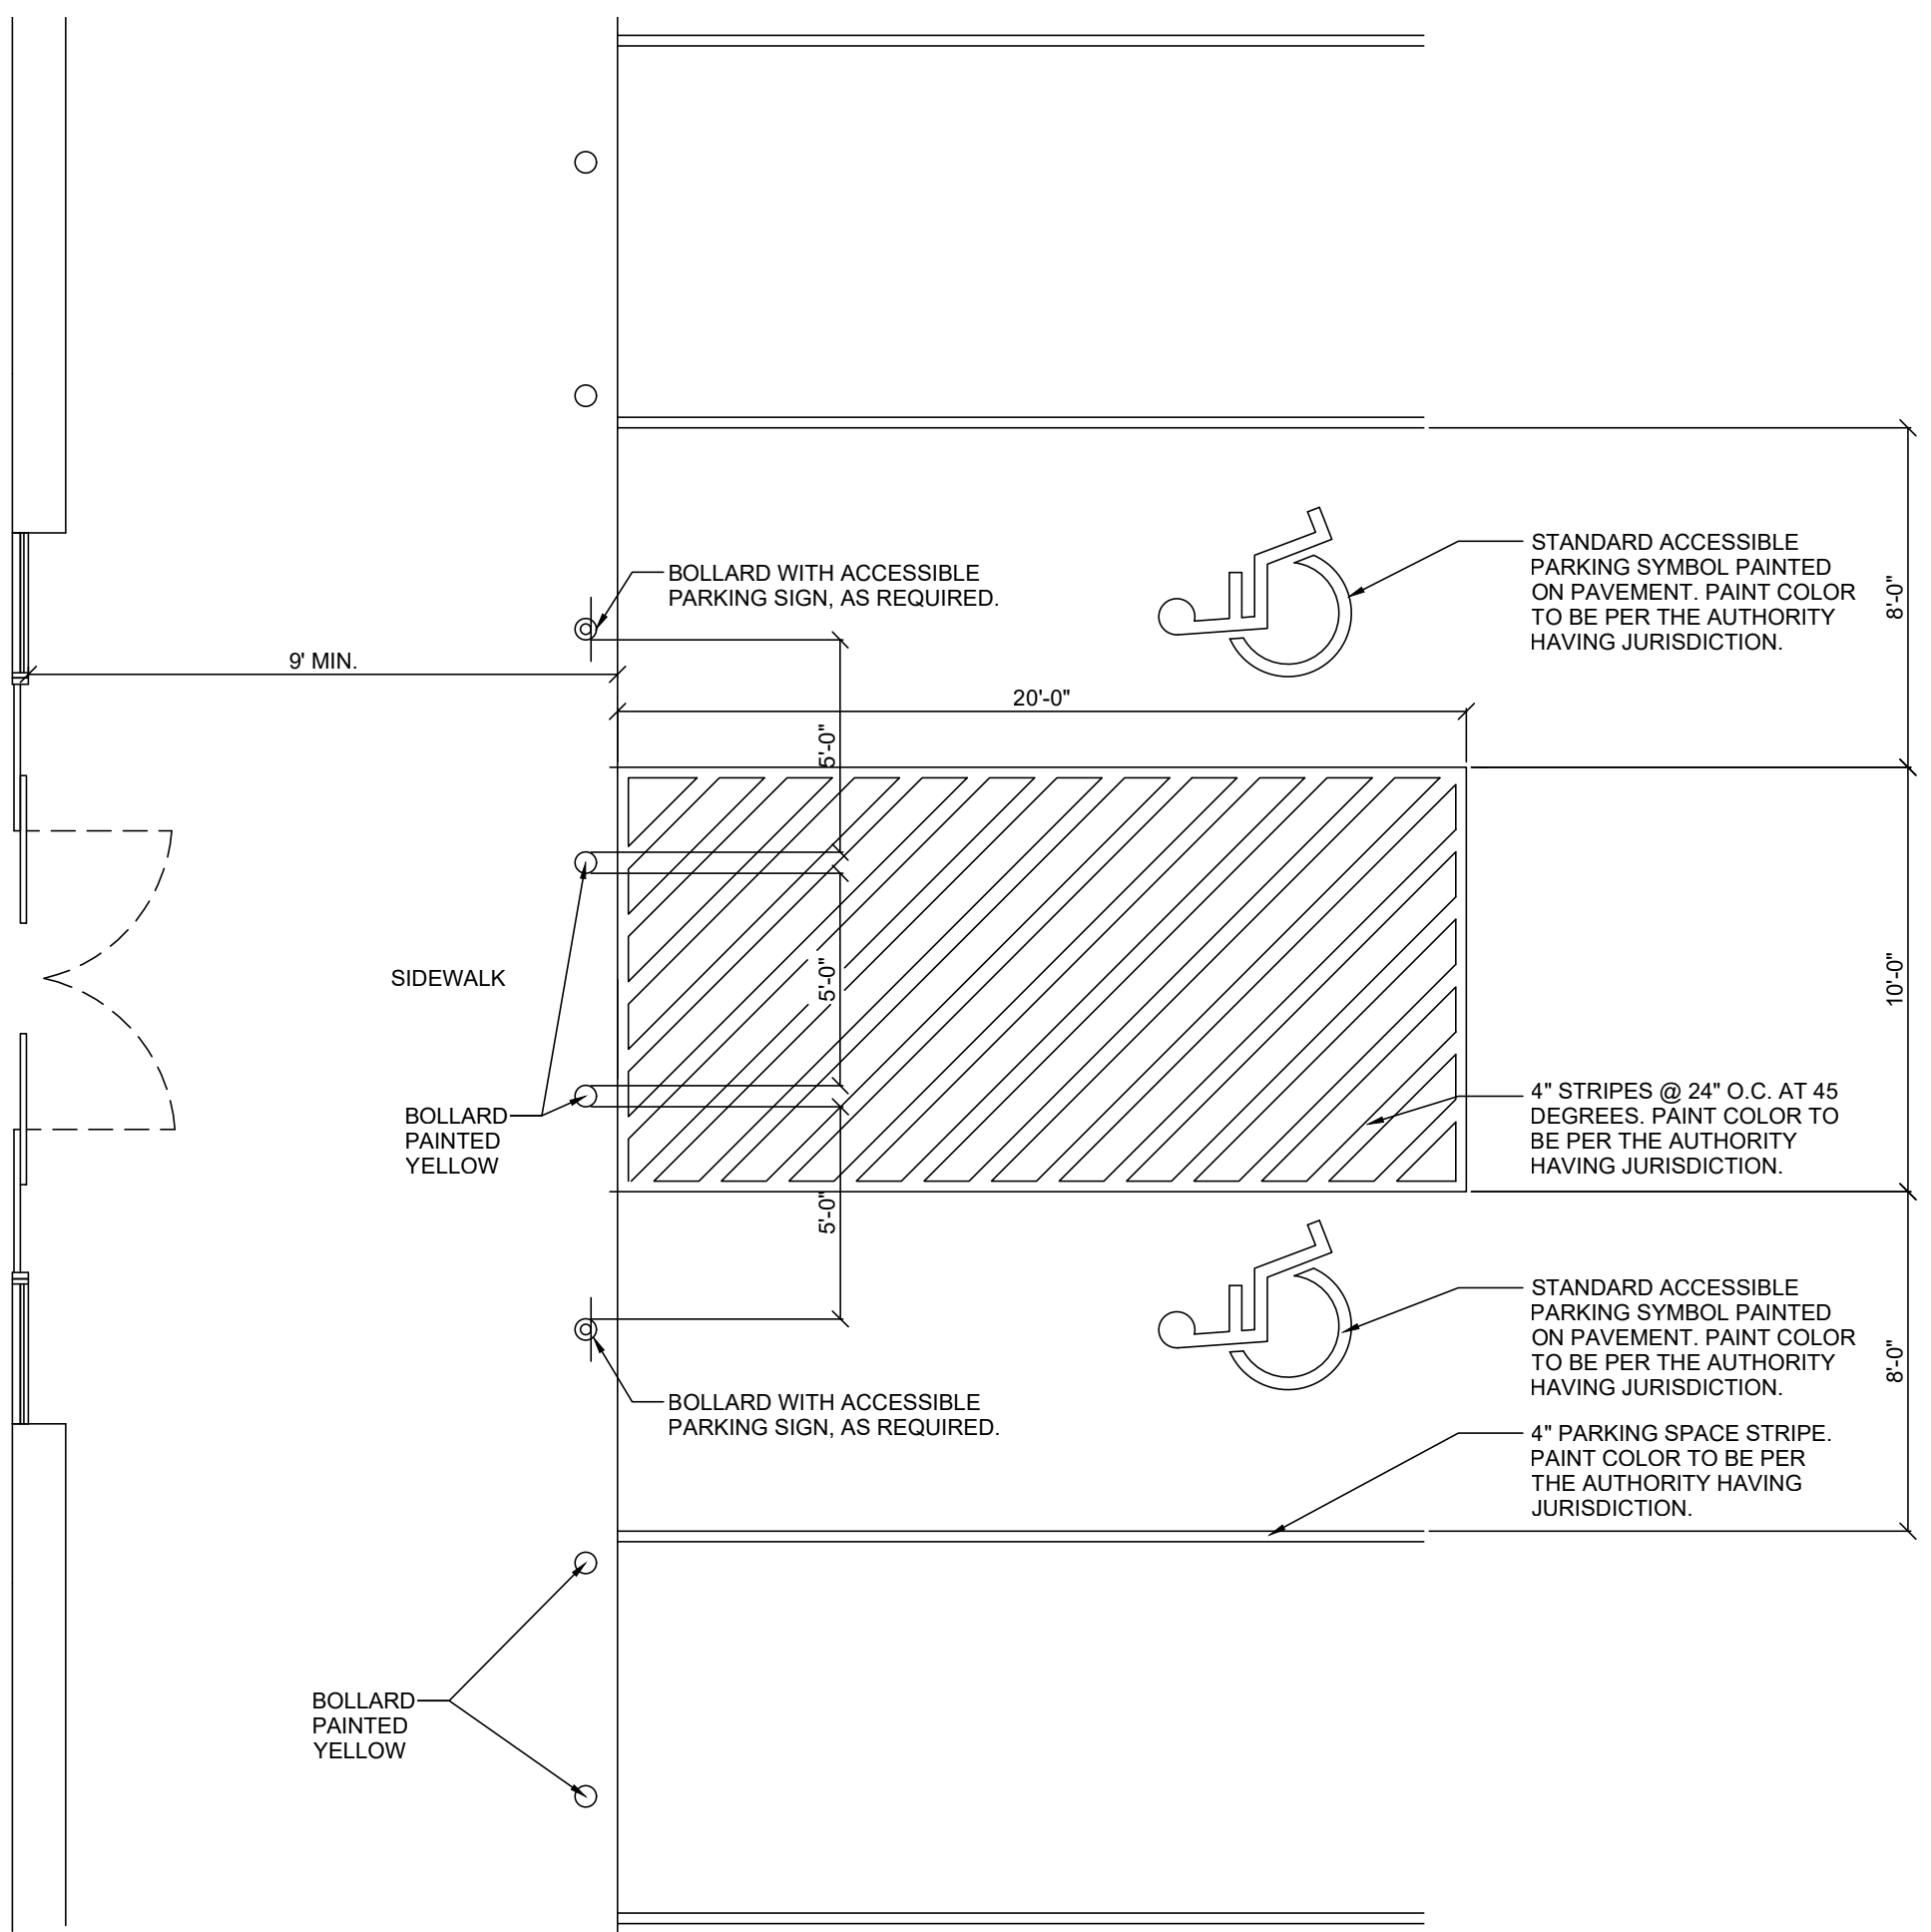 STANDARD ACCESSIBLE
PARKING SYMBOL PAINTED
ON PAVEMENT. PAINT COLOR
TO BE PER THE AUTHORITY
HAVING JURISDICTION.
8'-0"
BOLLARD WITH ACCESSIBLE
PARKING SIGN, AS REQUIRED.
9' MIN.
20'-0"
5'-0"
SIDEWALK
5'-0"
10'-0"
BOLLARD
PAINTED
YELLOW
4" STRIPES @ 24" O.C. AT 45
DEGREES. PAINT COLOR TO
BE PER THE AUTHORITY
HAVING JURISDICTION.
5'-0"
STANDARD ACCESSIBLE
PARKING SYMBOL PAINTED
ON PAVEMENT. PAINT COLOR
TO BE PER THE AUTHORITY
HAVING JURISDICTION.
8'-0"
BOLLARD WITH ACCESSIBLE
PARKING SIGN, AS REQUIRED.
4" PARKING SPACE STRIPE.
PAINT COLOR TO BE PER
THE AUTHORITY HAVING
JURISDICTION.
BOLLARD
PAINTED
YELLOW